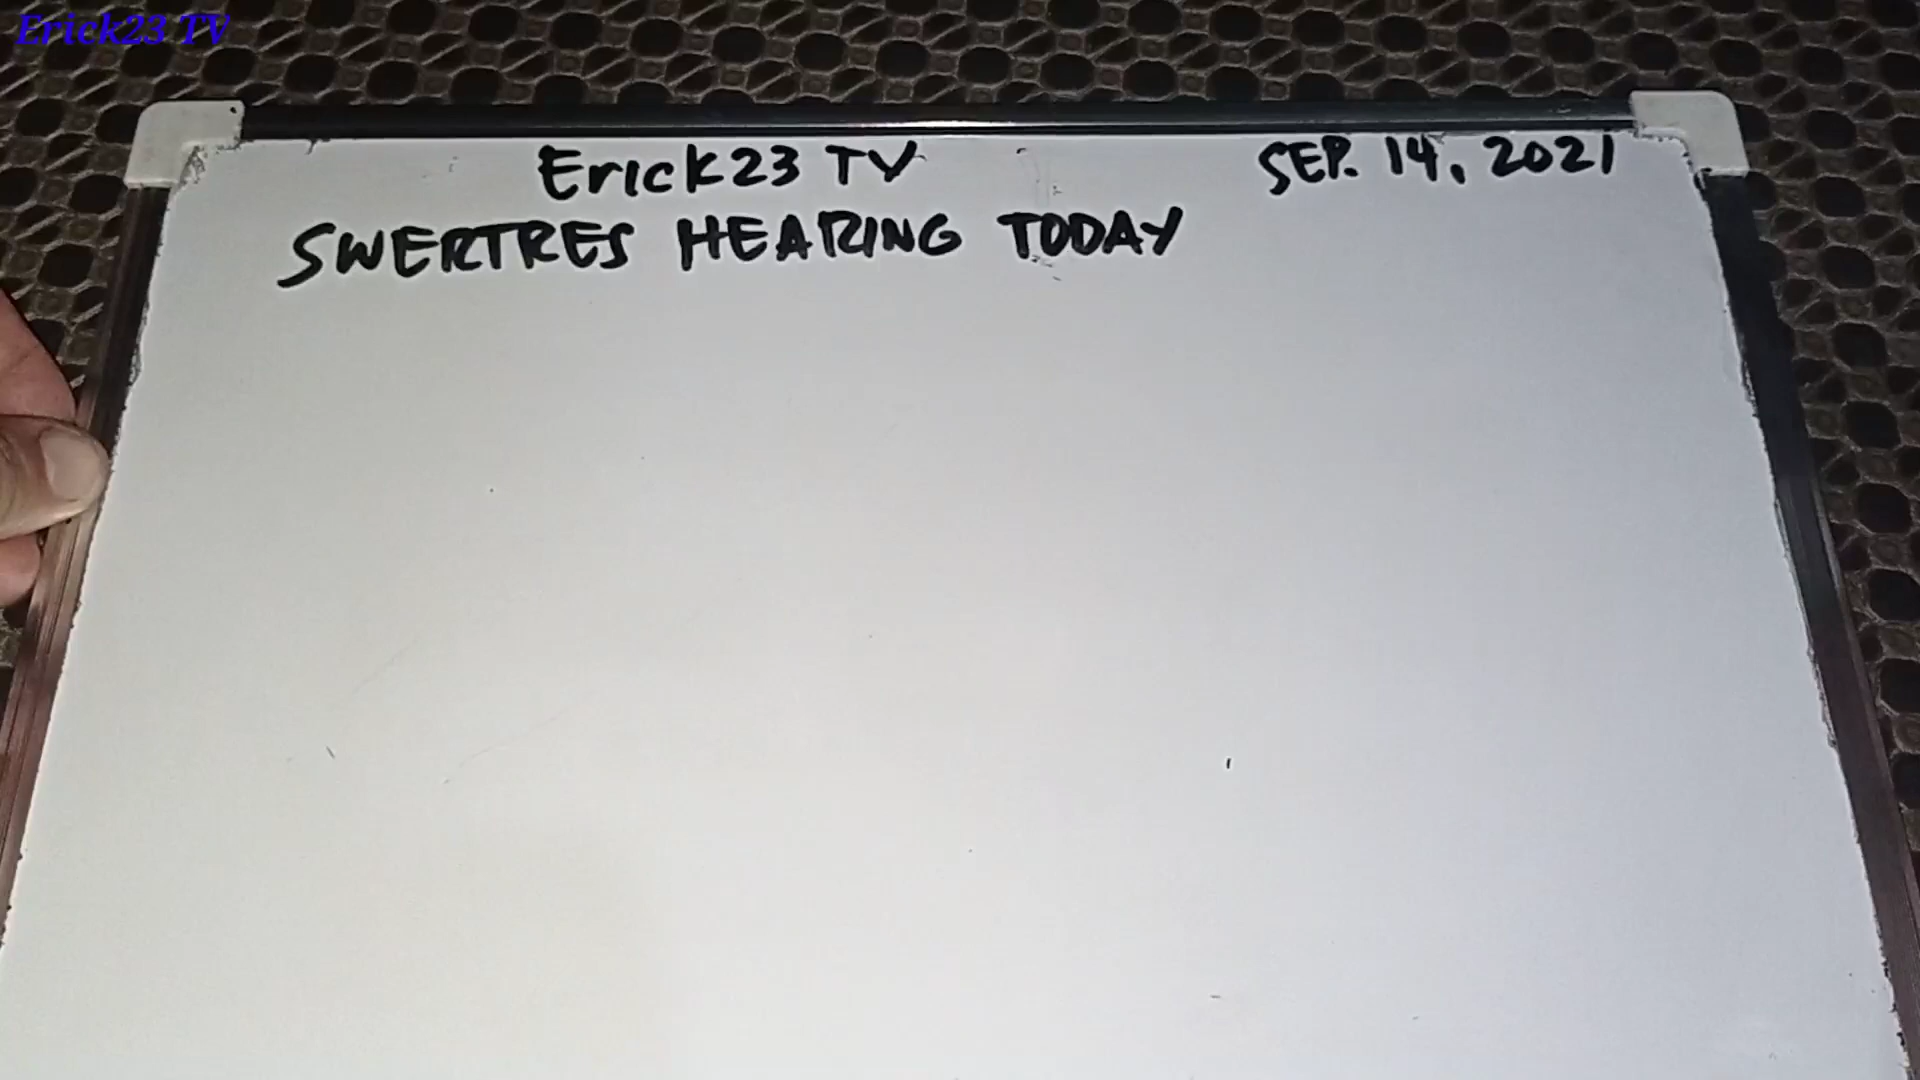 Erick23 TV
Erick23 TV SEP. 14, 2021
SWERTRES HEARING TODAY